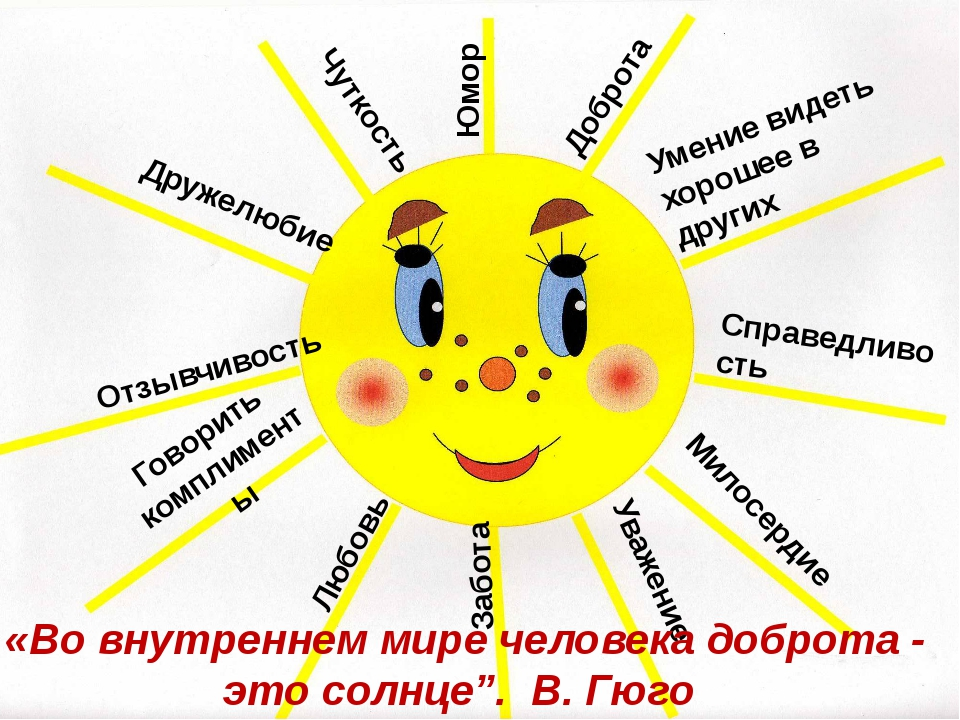 Чуткость
Юмор
Доброта
Умение видеть
хорошее в
других
Дружелюбие
Справедливо
сть
Отзывчивость
Говорить
комплимент
ы
Милосердие
Любовь
Забота
Уважение
«Во внутреннем мире человека доброта -
это солнце”. В. Гюго